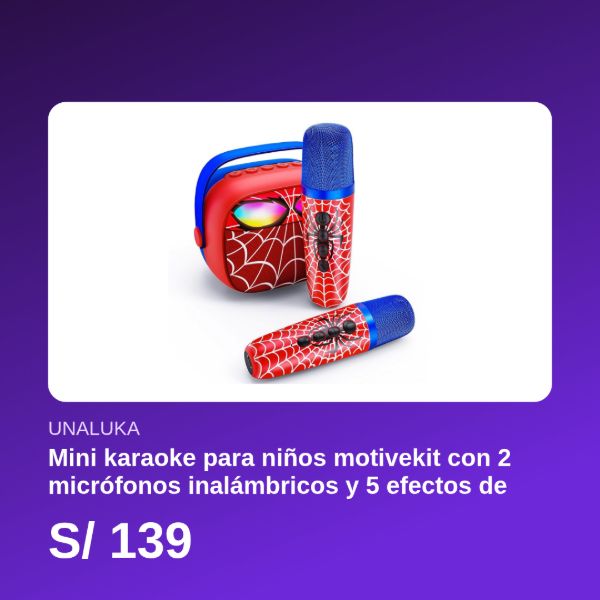 UNALUKA
Mini karaoke para niños motivekit con 2
micrófonos inalámbricos y 5 efectos de
S/ 139